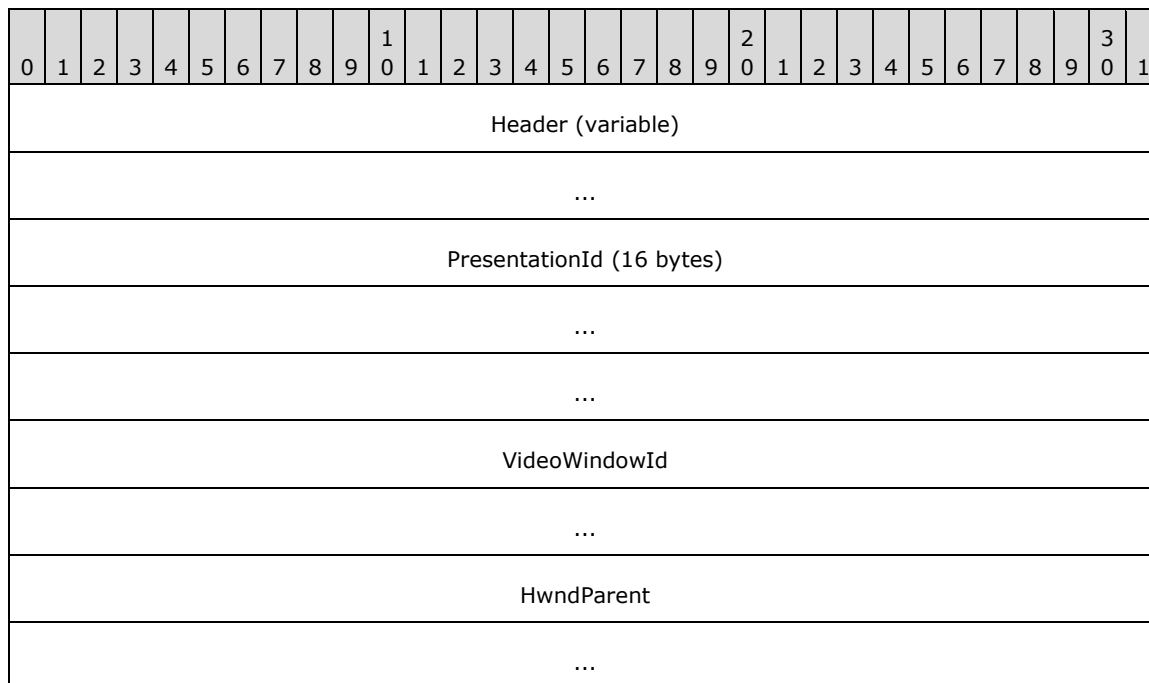 0 1 2 3 4 5 6 7 8 9 1 0 1 2 3 4 5 6 7 8 9 2 0 1 2 3 4 5 6 7 8 9 3 0 1
Header (variable)
...
PresentationId (16 bytes)
...
...
VideoWindowId
...
HwndParent
...